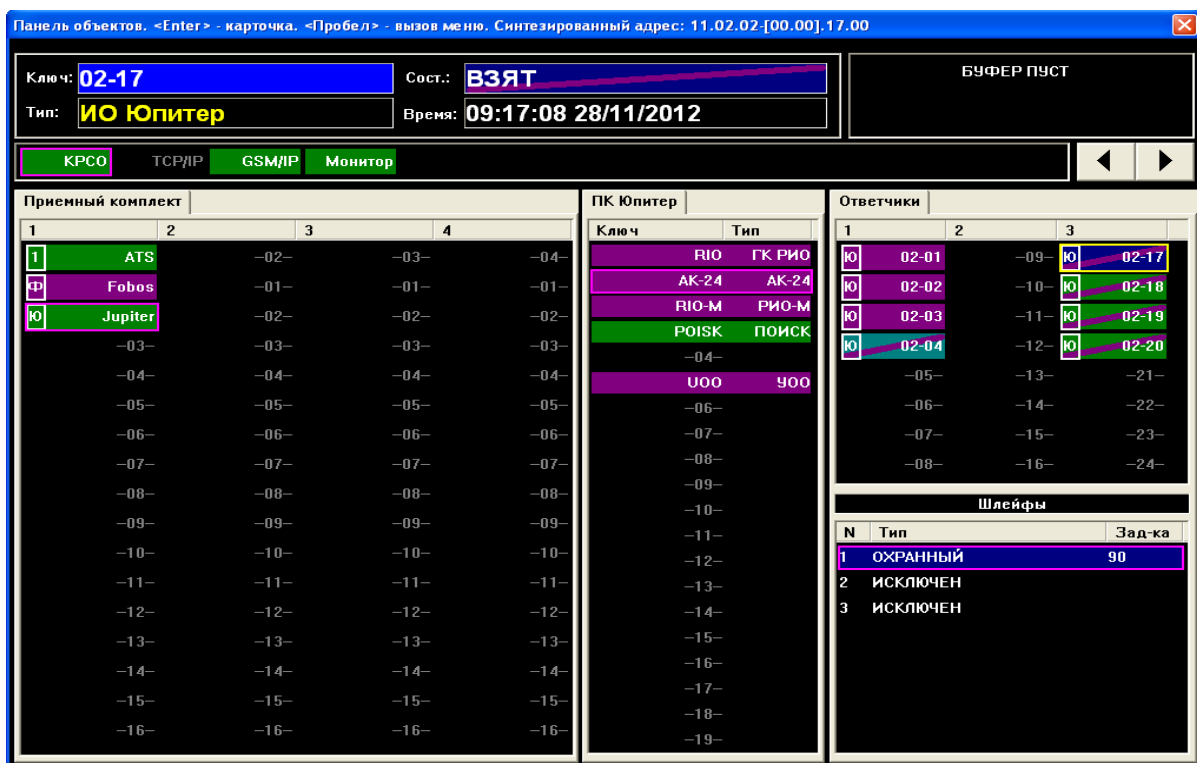 Панель объектов. <Enter> - карточка. <Пробел> - вызов меню. Синтезированный адрес: 11.02.02-[00.00].17.00
Ключ: 02-17 Сост.: ВЗЯТ
Тип: ИО Юпитер Время: 09:17:08 28/11/2012
БУФЕР ПУСТ
КРСО TCP/IP GSM/IP Монитор
Приемный комплект
1 2 3 4
1 ATS –02– –03– –04–
Ф Fobos –01– –01– –01–
Ю Jupiter –02– –02– –02–
–03– –03– –03– –03–
–04– –04– –04– –04–
–05– –05– –05– –05–
–06– –06– –06– –06–
–07– –07– –07– –07–
–08– –08– –08– –08–
–09– –09– –09– –09–
–10– –10– –10– –10–
–11– –11– –11– –11–
–12– –12– –12– –12–
–13– –13– –13– –13–
–14– –14– –14– –14–
–15– –15– –15– –15–
–16– –16– –16– –16–
ПК Юпитер
Ключ Тип
RIO ГК РИО
AK-24 AK-24
RIO-M РИО-М
POISK ПОИСК
–04–
UOO УОО
–06–
–07–
–08–
–09–
–10–
–11–
–12–
–13–
–14–
–15–
–16–
–17–
–18–
–19–
Ответчики
1 2 3
Ю 02-01 –09– Ю 02-17
Ю 02-02 –10– Ю 02-18
Ю 02-03 –11– Ю 02-19
Ю 02-04 –12– Ю 02-20
–05– –13– –21–
–06– –14– –22–
–07– –15– –23–
–08– –16– –24–
Шлейфы
N Тип Зад-ка
1 ОХРАННЫЙ 90
2 ИСКЛЮЧЕН
3 ИСКЛЮЧЕН